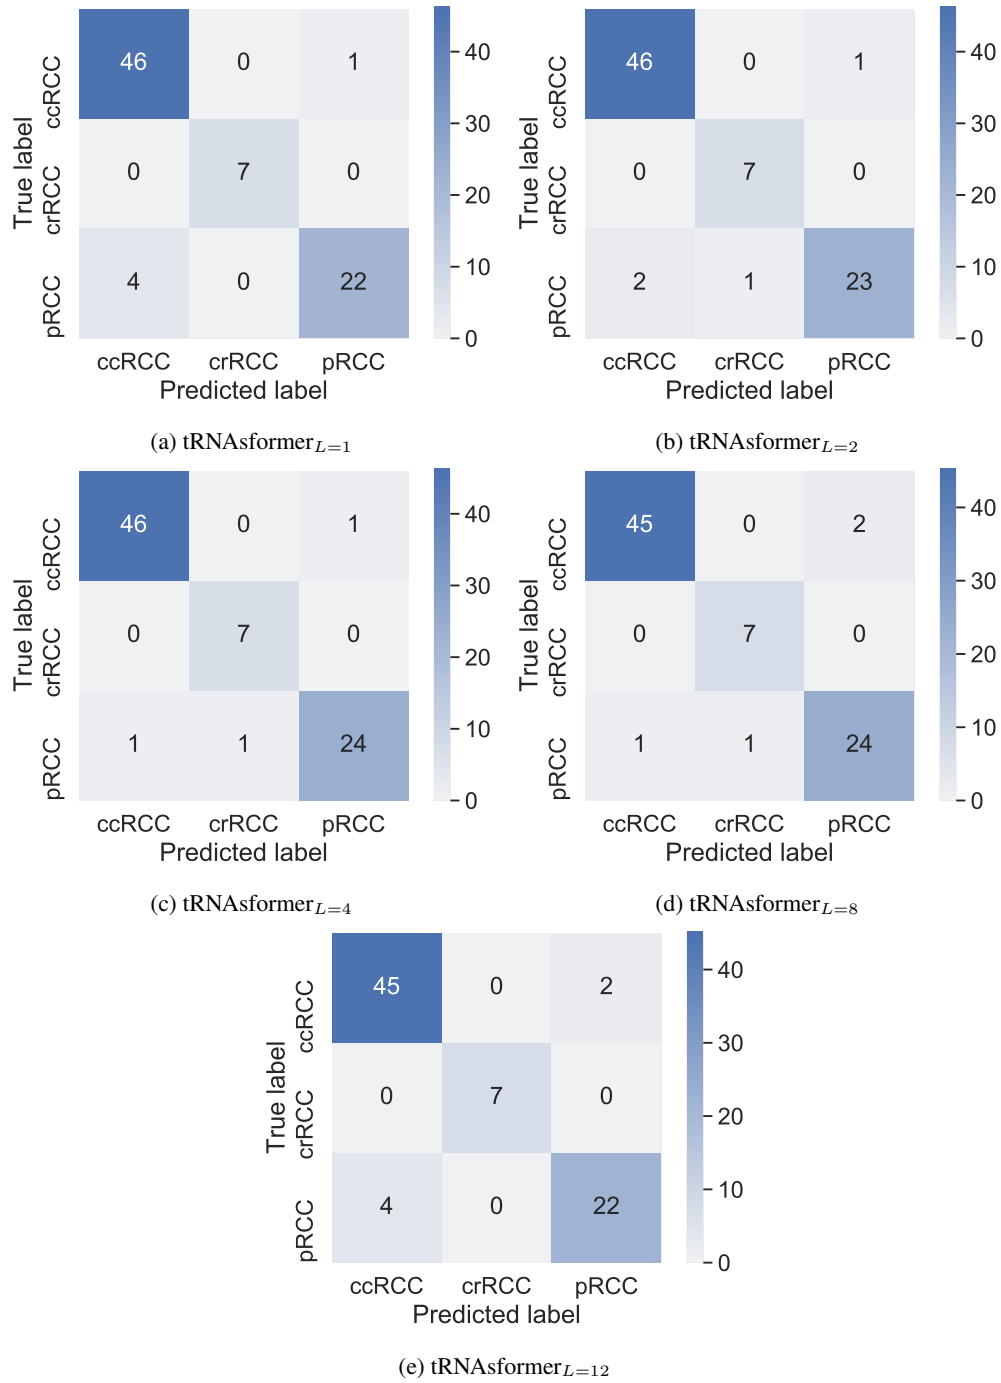 ccRCC 46 0 1
crRCC 0 7 0
pRCC 4 0 22
True label
ccRCC crRCC pRCC
Predicted label
40
30
20
10
0
(a) tRNAsformer L=1
ccRCC 46 0 1
crRCC 0 7 0
pRCC 2 1 23
True label
ccRCC crRCC pRCC
Predicted label
40
30
20
10
0
(b) tRNAsformer L=2
ccRCC 46 0 1
crRCC 0 7 0
pRCC 1 1 24
True label
ccRCC crRCC pRCC
Predicted label
40
30
20
10
0
(c) tRNAsformer L=4
ccRCC 45 0 2
crRCC 0 7 0
pRCC 1 1 24
True label
ccRCC crRCC pRCC
Predicted label
40
30
20
10
0
(d) tRNAsformer L=8
ccRCC 45 0 2
crRCC 0 7 0
pRCC 4 0 22
True label
ccRCC crRCC pRCC
Predicted label
40
30
20
10
0
(e) tRNAsformer L=12